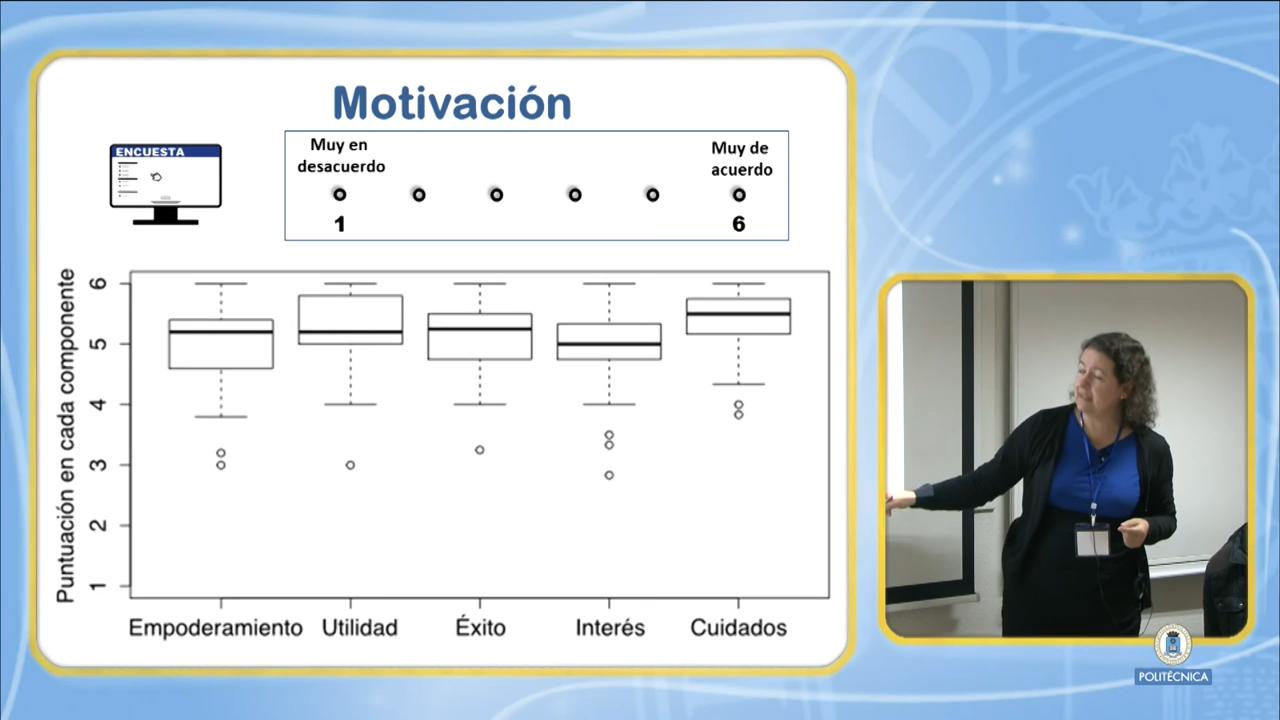 Motivación
ENCUESTA
Muy en
desacuerdo
Muy de
acuerdo
1
6
Puntuación en cada componente
6
5
4
3
2
1
Empoderamiento Utilidad Éxito Interés Cuidados
POLITÉCNICA